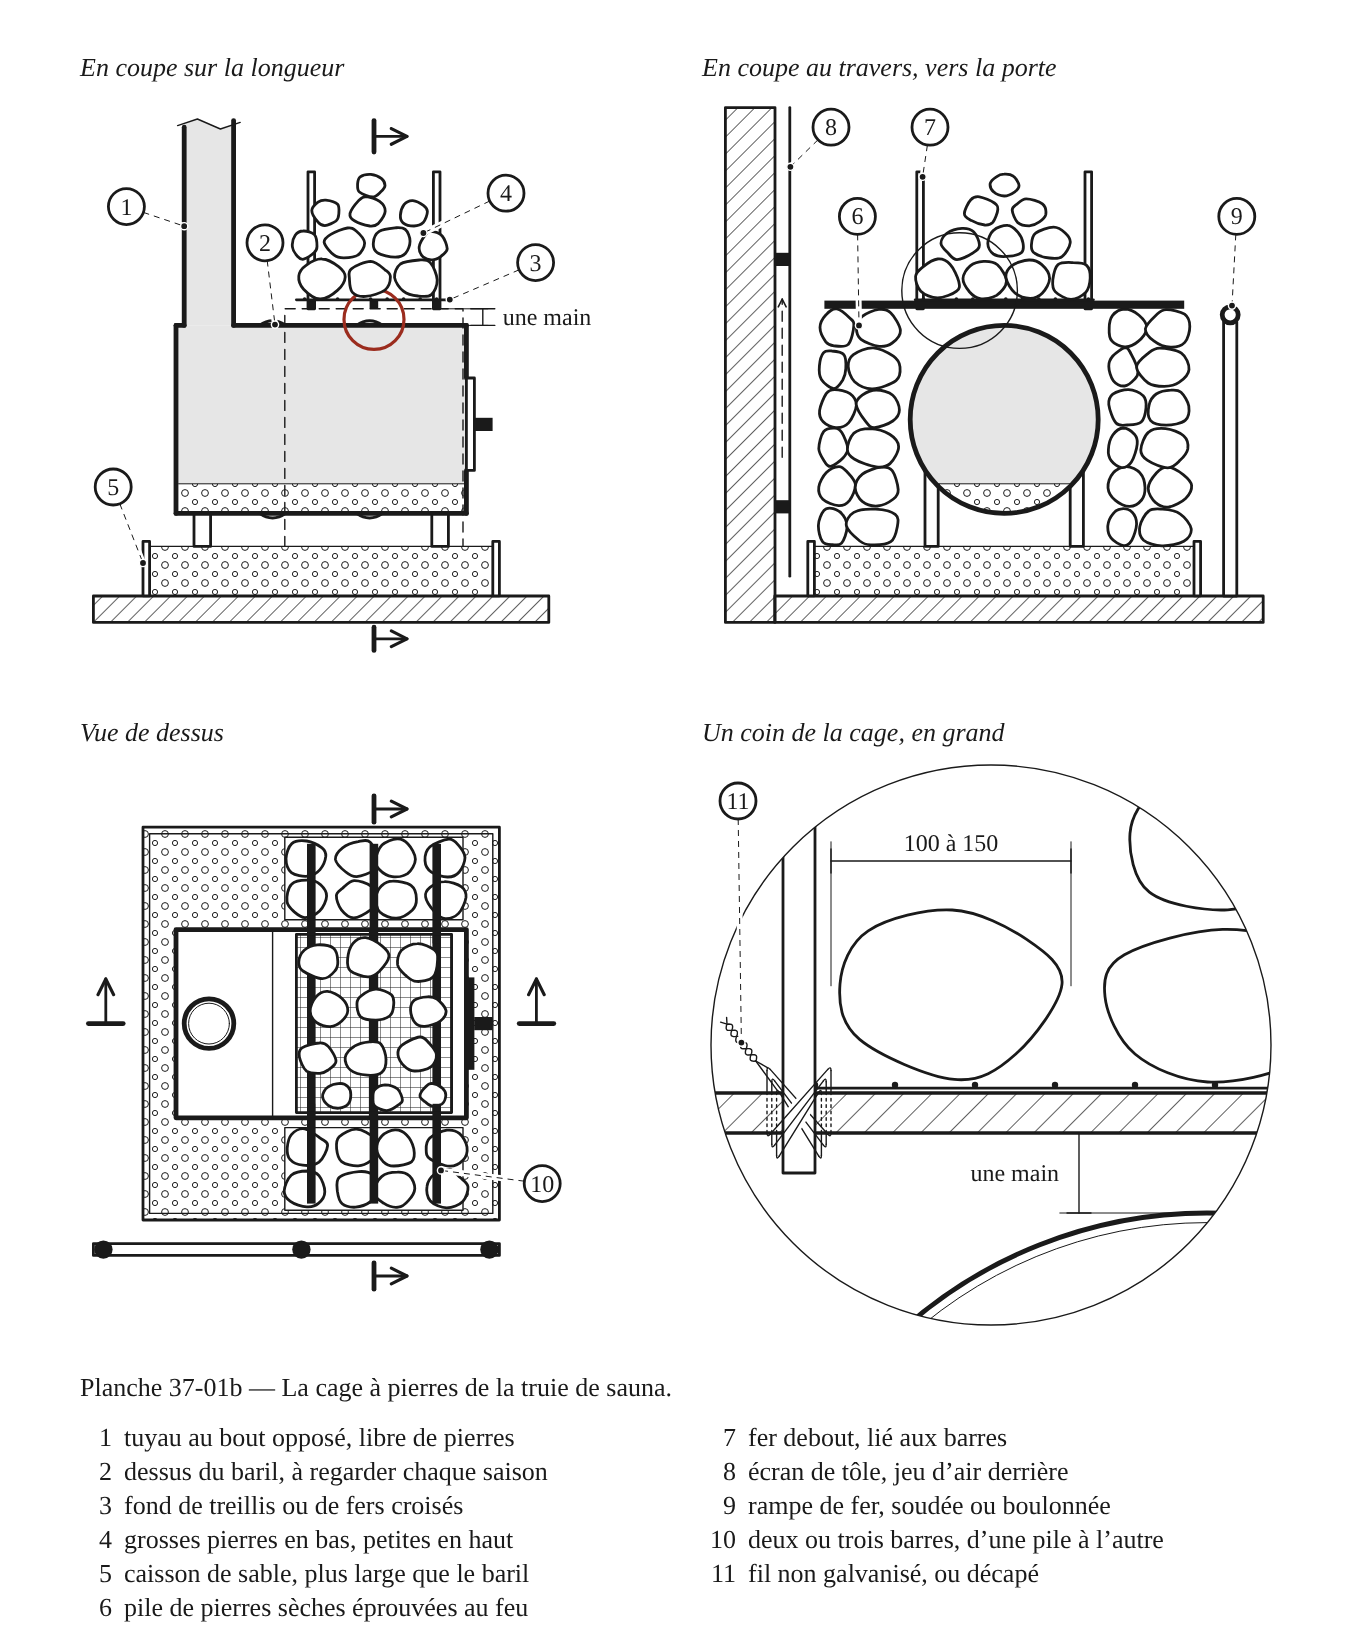 En coupe sur la longueur
En coupe au travers, vers la porte
8
7
1
4
6
9
2
3
une main
5
Vue de dessus
Un coin de la cage, en grand
11
100 à 150
une main
10
Planche 37-01b — La cage à pierres de la truie de sauna.
1 tuyau au bout opposé, libre de pierres
2 dessus du baril, à regarder chaque saison
3 fond de treillis ou de fers croisés
4 grosses pierres en bas, petites en haut
5 caisson de sable, plus large que le baril
6 pile de pierres sèches éprouvées au feu
7 fer debout, lié aux barres
8 écran de tôle, jeu d’air derrière
9 rampe de fer, soudée ou boulonnée
10 deux ou trois barres, d’une pile à l’autre
11 fil non galvanisé, ou décapé